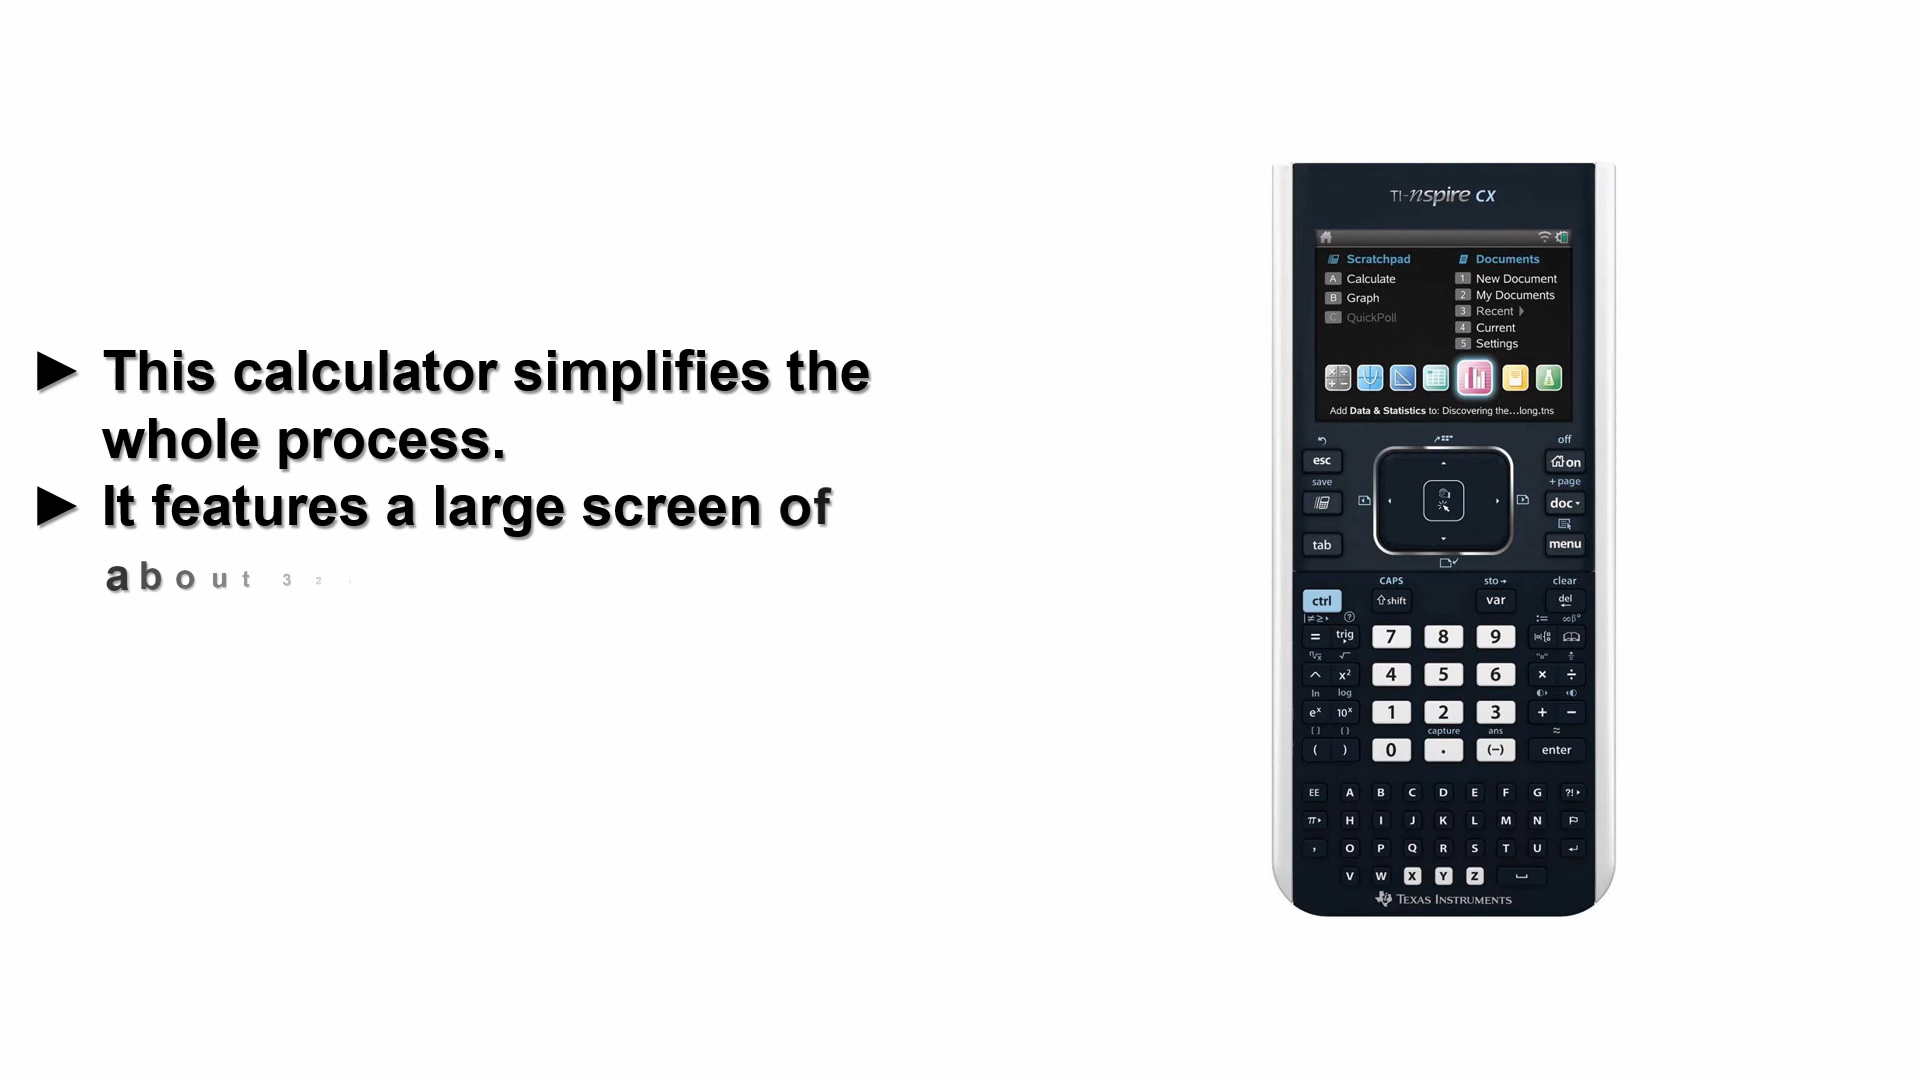 ► This calculator simplifies the
whole process.
► It features a large screen of
about 32
TI-nspire CX
Scratchpad
A Calculate
B Graph
C QuickPoll
Documents
1 New Document
2 My Documents
3 Recent
4 Current
5 Settings
Add Data & Statistics to: Discovering the...long.tns
off
esc
on
save
+page
doc
tab
menu
CAPS
sto→
clear
ctrl
shift
var
del
= trig 7 8 9
^ x² 4 5 6 × ÷
ln log
eˣ 10ˣ 1 2 3 + −
[ ] { } capture ans ≈
( ) 0 . (−) enter
EE A B C D E F G ?!▸
π▸ H I J K L M N
, O P Q R S T U
V W X Y Z
TEXAS INSTRUMENTS